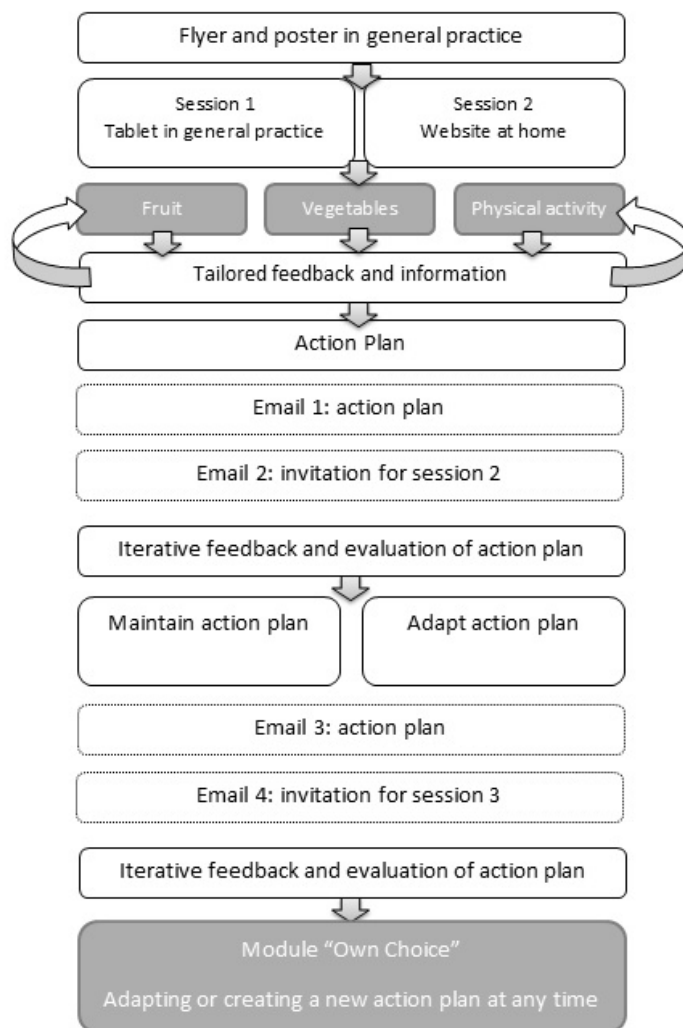 Flyer and poster in general practice
Session 1
Tablet in general practice
Session 2
Website at home
Fruit
Vegetables
Physical activity
Tailored feedback and information
Action Plan
Email 1: action plan
Email 2: invitation for session 2
Iterative feedback and evaluation of action plan
Maintain action plan
Adapt action plan
Email 3: action plan
Email 4: invitation for session 3
Iterative feedback and evaluation of action plan
Module “Own Choice”
Adapting or creating a new action plan at any time